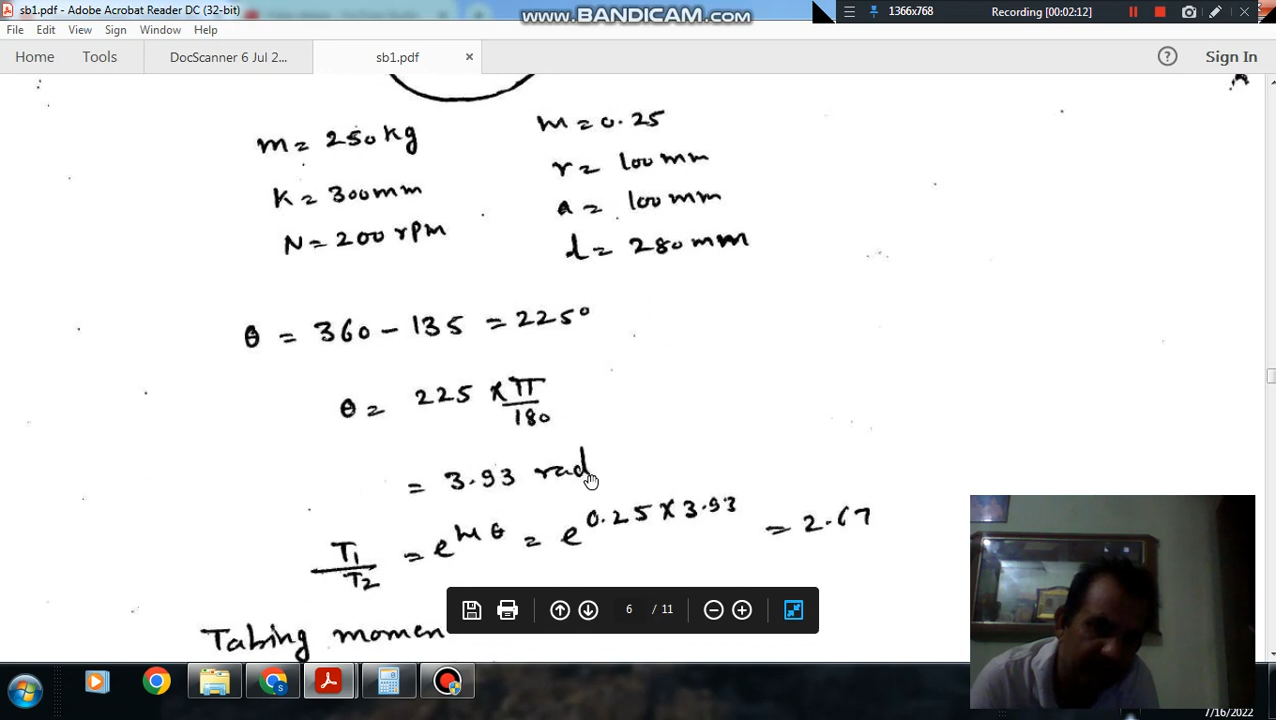 sb1.pdf - Adobe Acrobat Reader DC (32-bit)
www.BANDICAM.com
1366x768
Recording [00:02:12]
File Edit View Sign Window Help
Home Tools DocScanner 6 Jul 2... sb1.pdf × ? Sign In
m = 250 kg
m = 0.25
K = 300mm
r = 100 mm
N = 200 rpm
a = 100 mm
d = 280 mm
θ = 360 - 135 = 225°
θ = 225 × π/180
= 3.93 rad
T1/T2 = e^μθ = e^0.25×3.93 = 2.67
6 / 11
Taking momen
7/16/2022